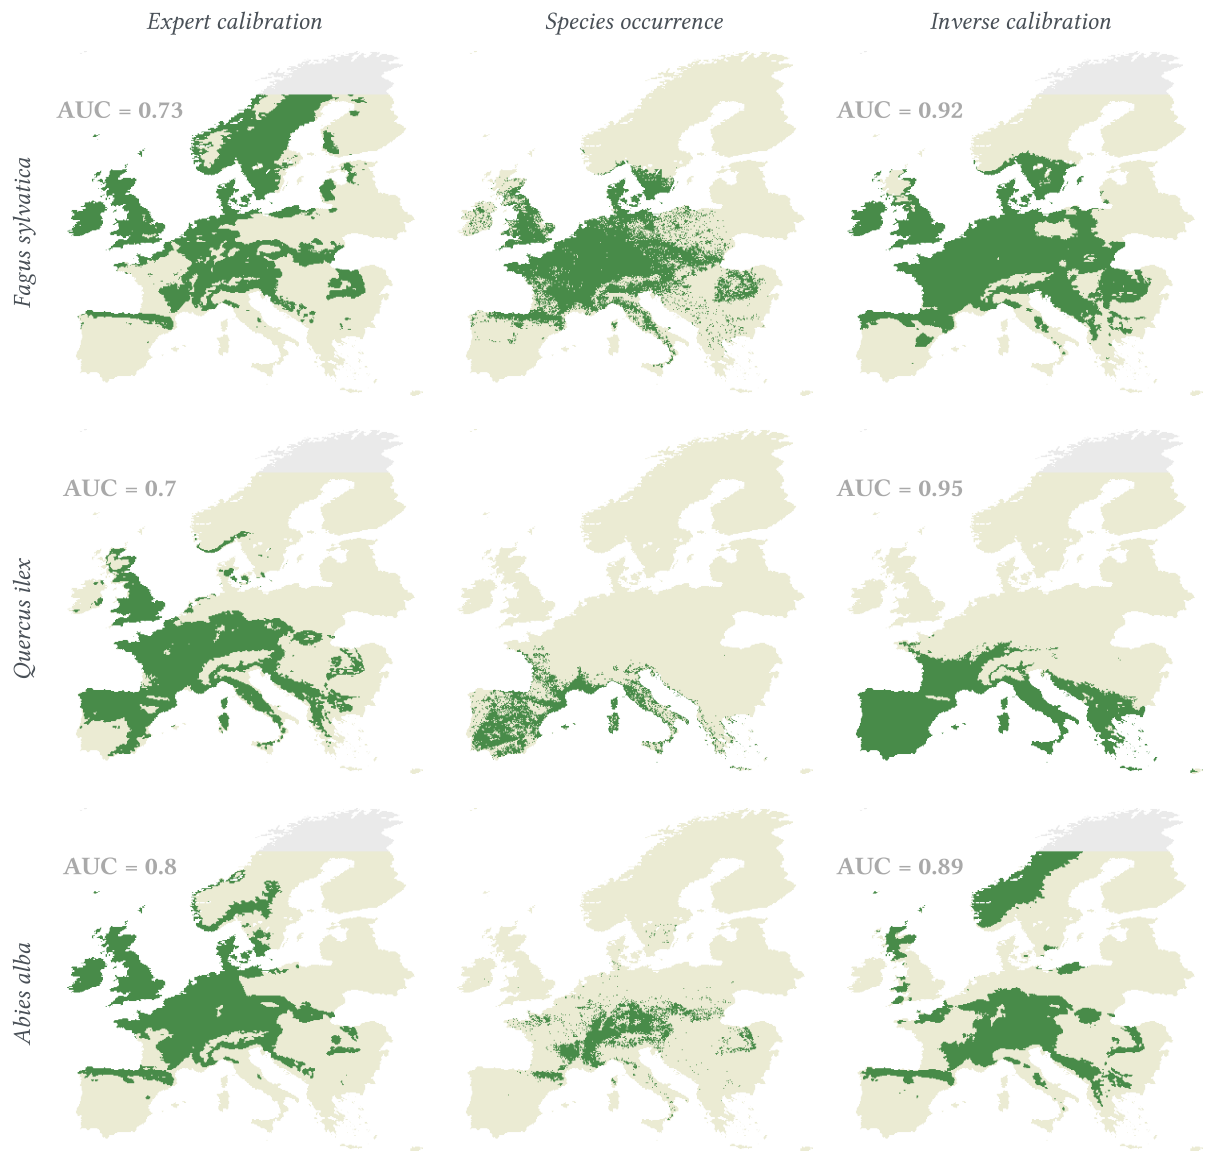 Expert calibration
Species occurrence
Inverse calibration
Fagus sylvatica
AUC = 0.73
AUC = 0.92
Quercus ilex
AUC = 0.7
AUC = 0.95
Abies alba
AUC = 0.8
AUC = 0.89